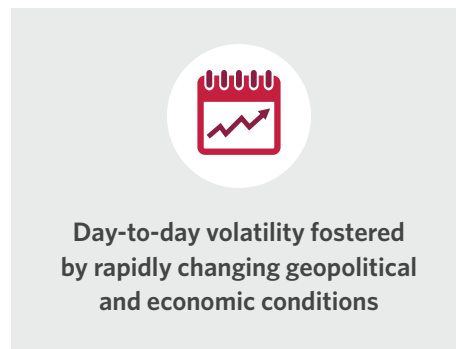 Day-to-day volatility fostered
by rapidly changing geopolitical
and economic conditions